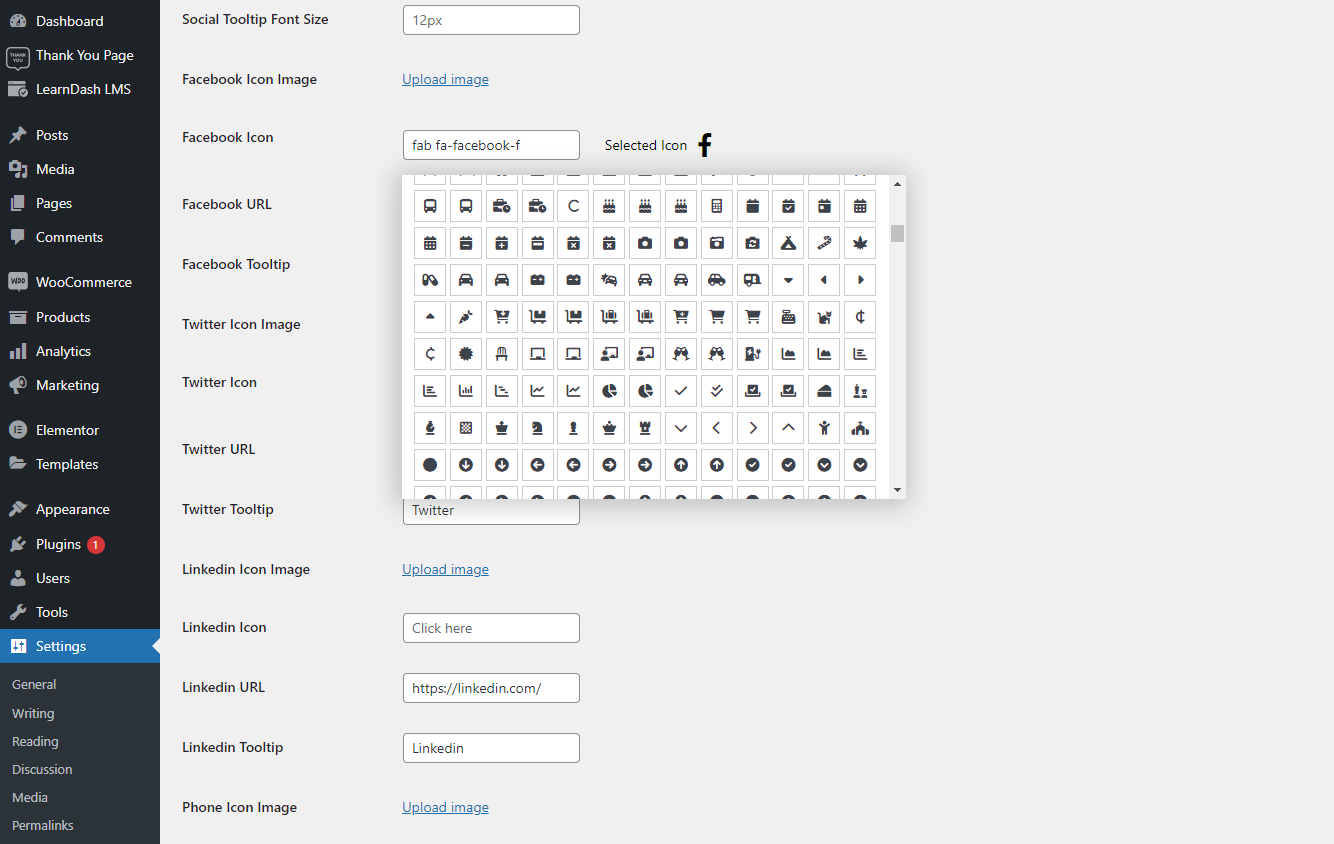 Dashboard
THANK YOU
Thank You Page
LearnDash LMS
Posts
Media
Pages
Comments
Woo
WooCommerce
Products
Analytics
Marketing
Elementor
Templates
Appearance
Plugins 1
Users
Tools
Settings
General
Writing
Reading
Discussion
Media
Permalinks
Social Tooltip Font Size
12px
Facebook Icon Image
Upload image
Facebook Icon
fab fa-facebook-f
Selected Icon
Facebook URL
Facebook Tooltip
Twitter Icon Image
Twitter Icon
Twitter URL
Twitter Tooltip
Twitter
Linkedin Icon Image
Upload image
Linkedin Icon
Click here
Linkedin URL
https://linkedin.com/
Linkedin Tooltip
Linkedin
Phone Icon Image
Upload image